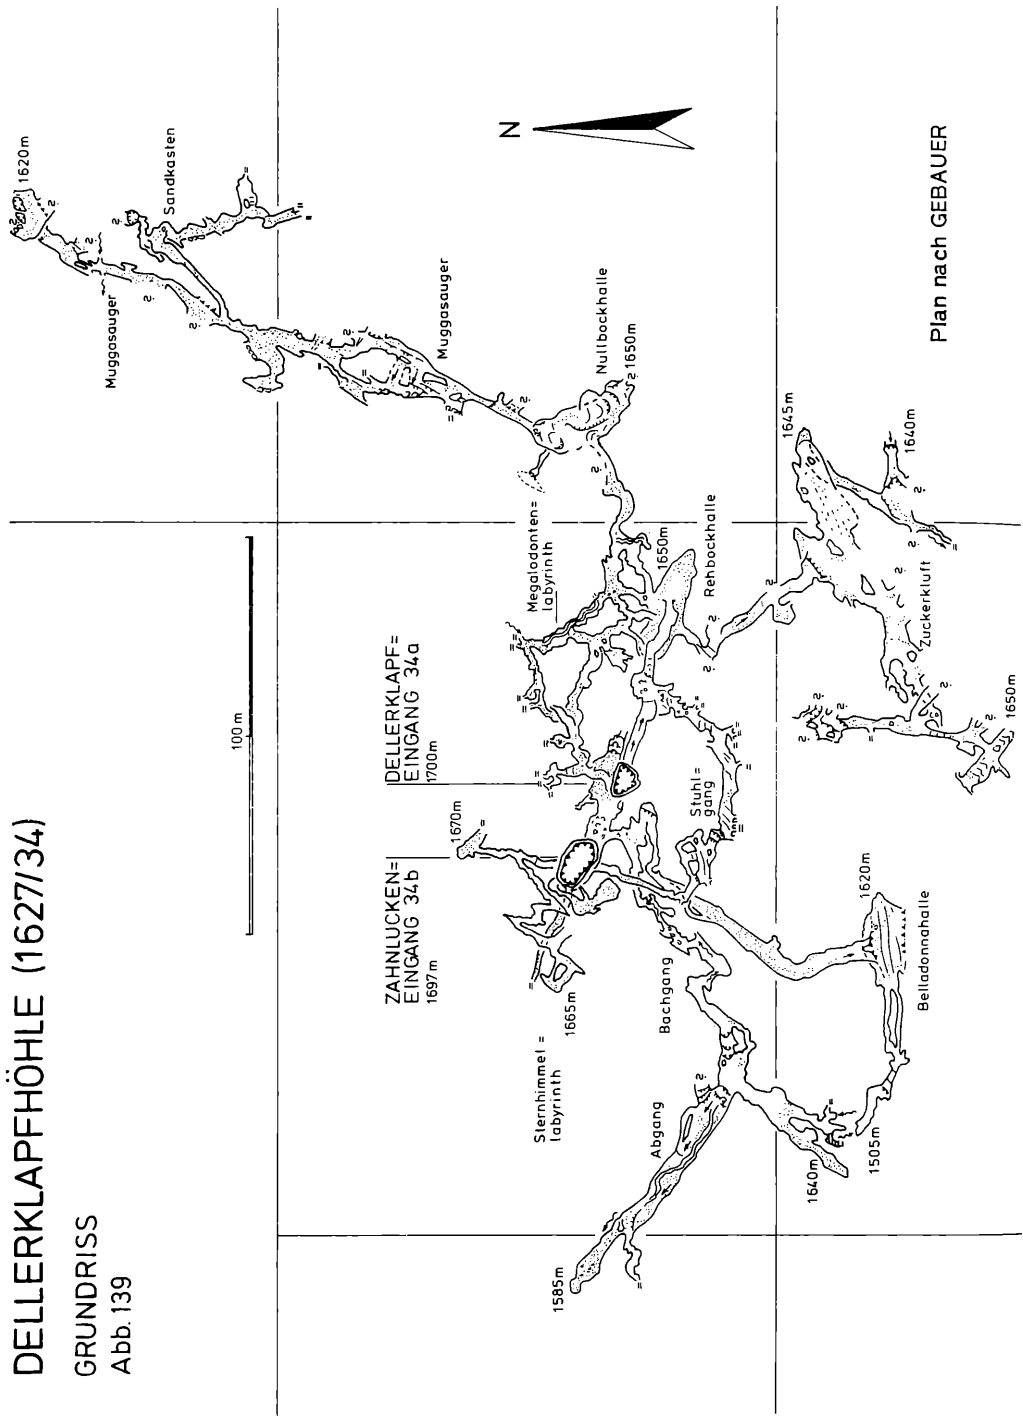 DELLERKLAPFHÖHLE (1627/34)
GRUNDRISS
Abb. 139
100m
ZAHNLUCKEN=
EINGANG 34b
1697m
DELLERKLAPF=
EINGANG 34a
1700m
1670m
Megalodonten=
labyrinth
N
Muggasauger
1620m
Sandkasten
Muggasauger
Nullbockhalle
1650m
Sternhimmel=
labyrinth
1665m
1585m
Abgang
Bachgang
Stuhl=
gang
1650m
Rehbockhalle
1640m
1505m
1620m
Belladonnahalle
1645m
1640m
Zuckerkluft
1650m
Plan nach GEBAUER